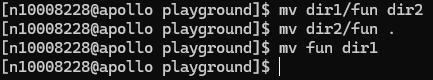 [n10008228@apollo playground]$ mv dir1/fun dir2
[n10008228@apollo playground]$ mv dir2/fun .
[n10008228@apollo playground]$ mv fun dir1
[n10008228@apollo playground]$